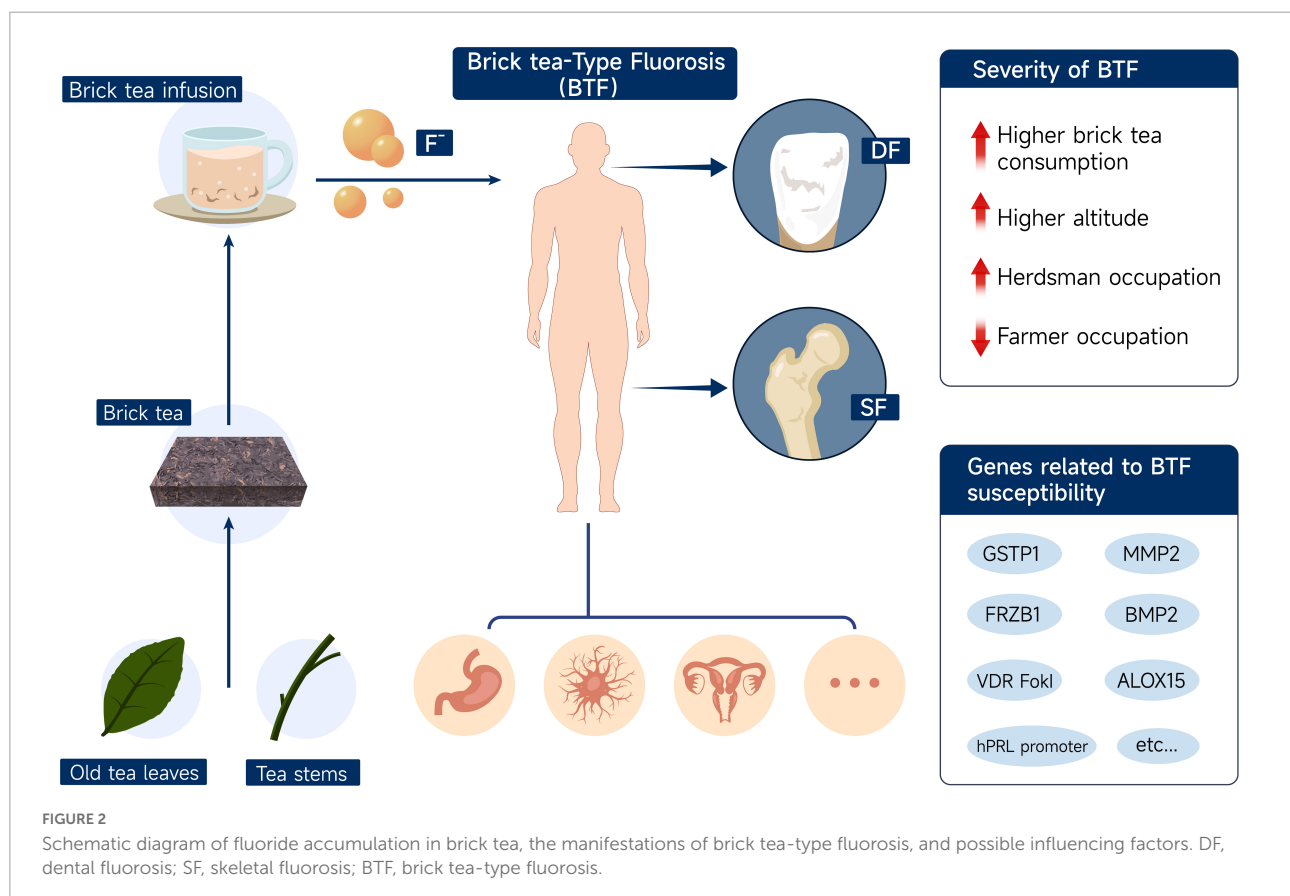 Brick tea-Type Fluorosis
(BTF)
Brick tea infusion
F⁻
DF
SF
Brick tea
Old tea leaves
Tea stems
Severity of BTF
Higher brick tea
consumption
Higher altitude
Herdsman occupation
Farmer occupation
Genes related to BTF
susceptibility
GSTP1
MMP2
FRZB1
BMP2
VDR FokI
ALOX15
hPRL promoter
etc...
FIGURE 2
Schematic diagram of fluoride accumulation in brick tea, the manifestations of brick tea-type fluorosis, and possible influencing factors. DF,
dental fluorosis; SF, skeletal fluorosis; BTF, brick tea-type fluorosis.